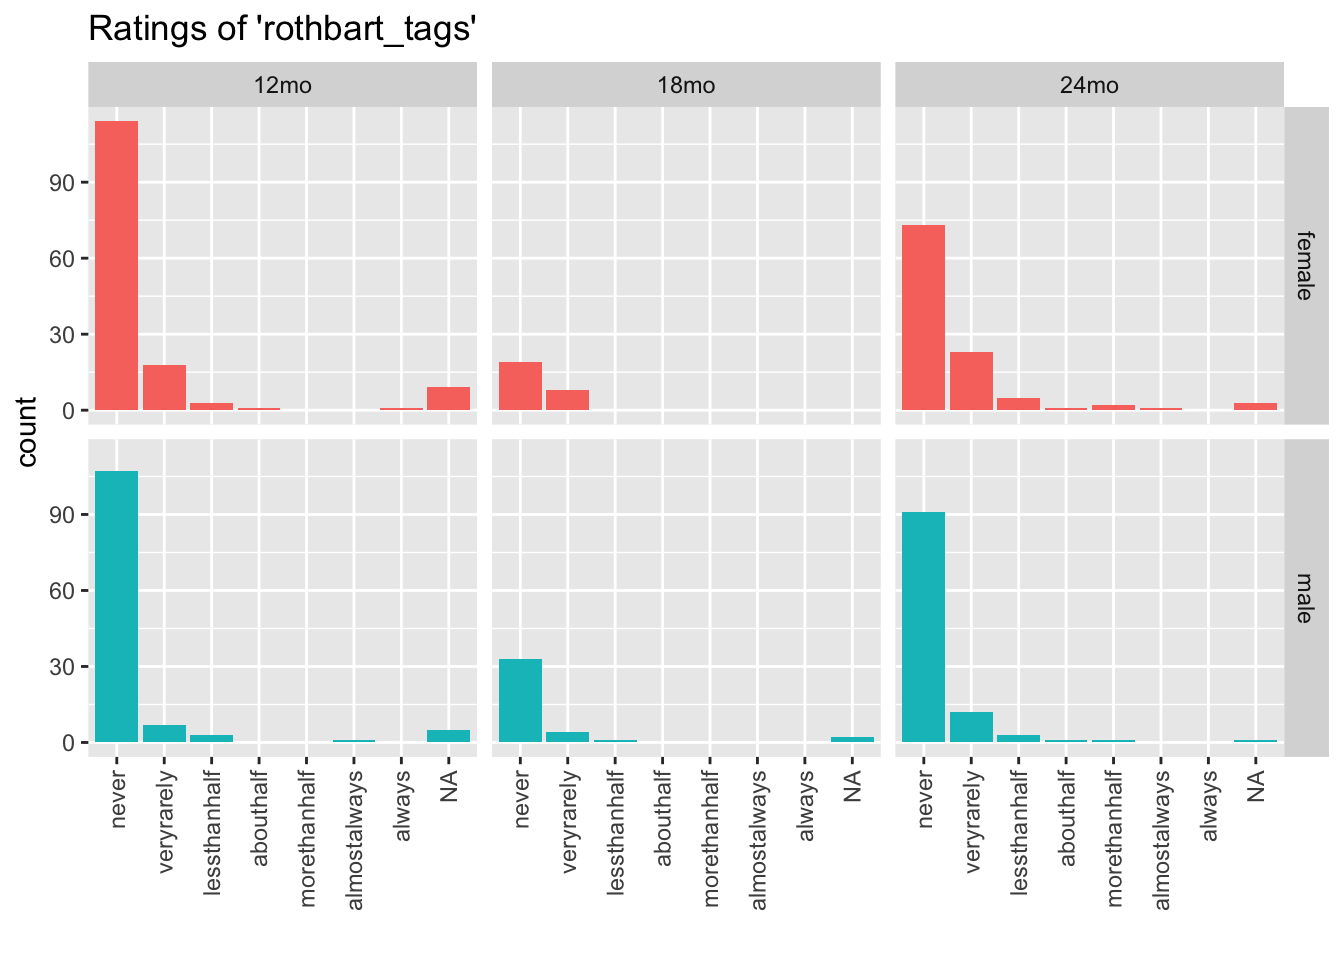 Ratings of 'rothbart_tags'
12mo 18mo 24mo
count
90
60
30
0
female
90
60
30
0
male
never veryrarely lessthanhalf abouthalf morethanhalf almostalways always NA never veryrarely lessthanhalf abouthalf morethanhalf almostalways always NA never veryrarely lessthanhalf abouthalf morethanhalf almostalways always NA